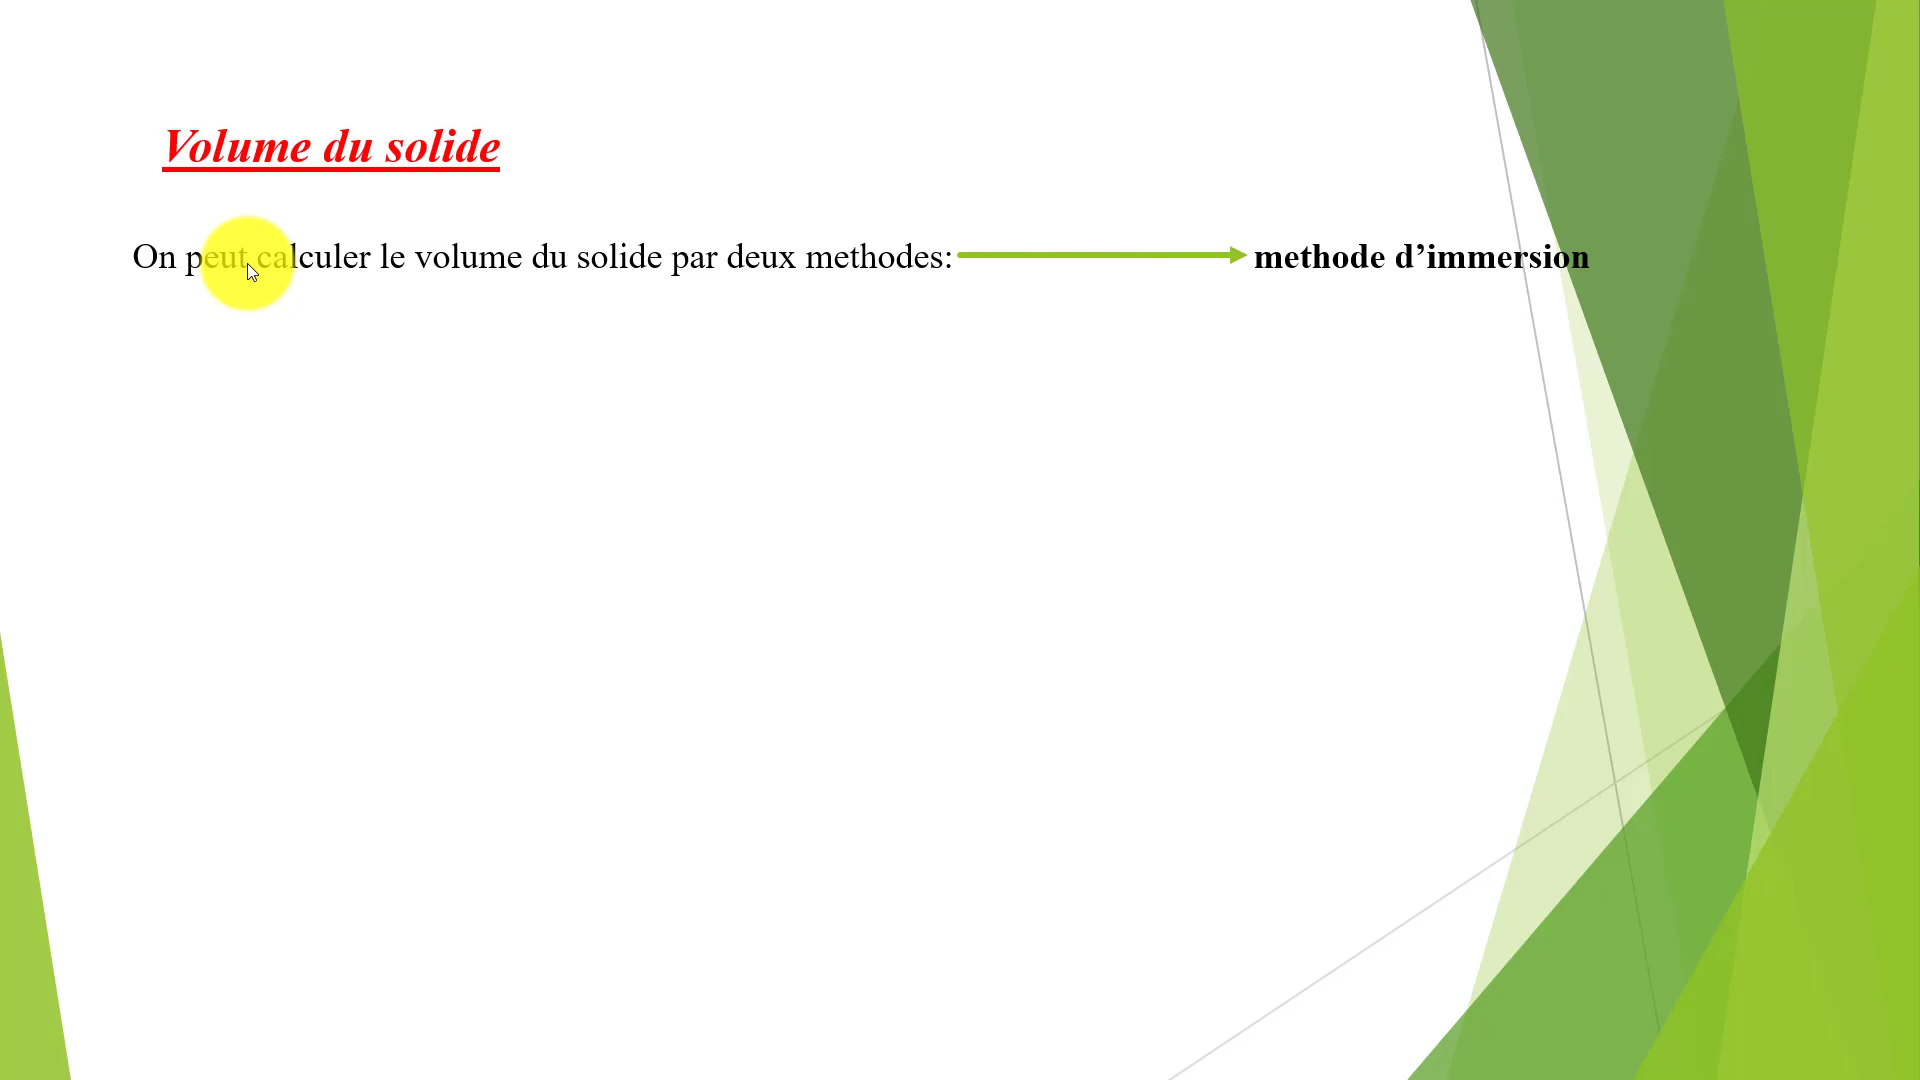 Volume du solide
On peut calculer le volume du solide par deux methodes: methode d’immersion